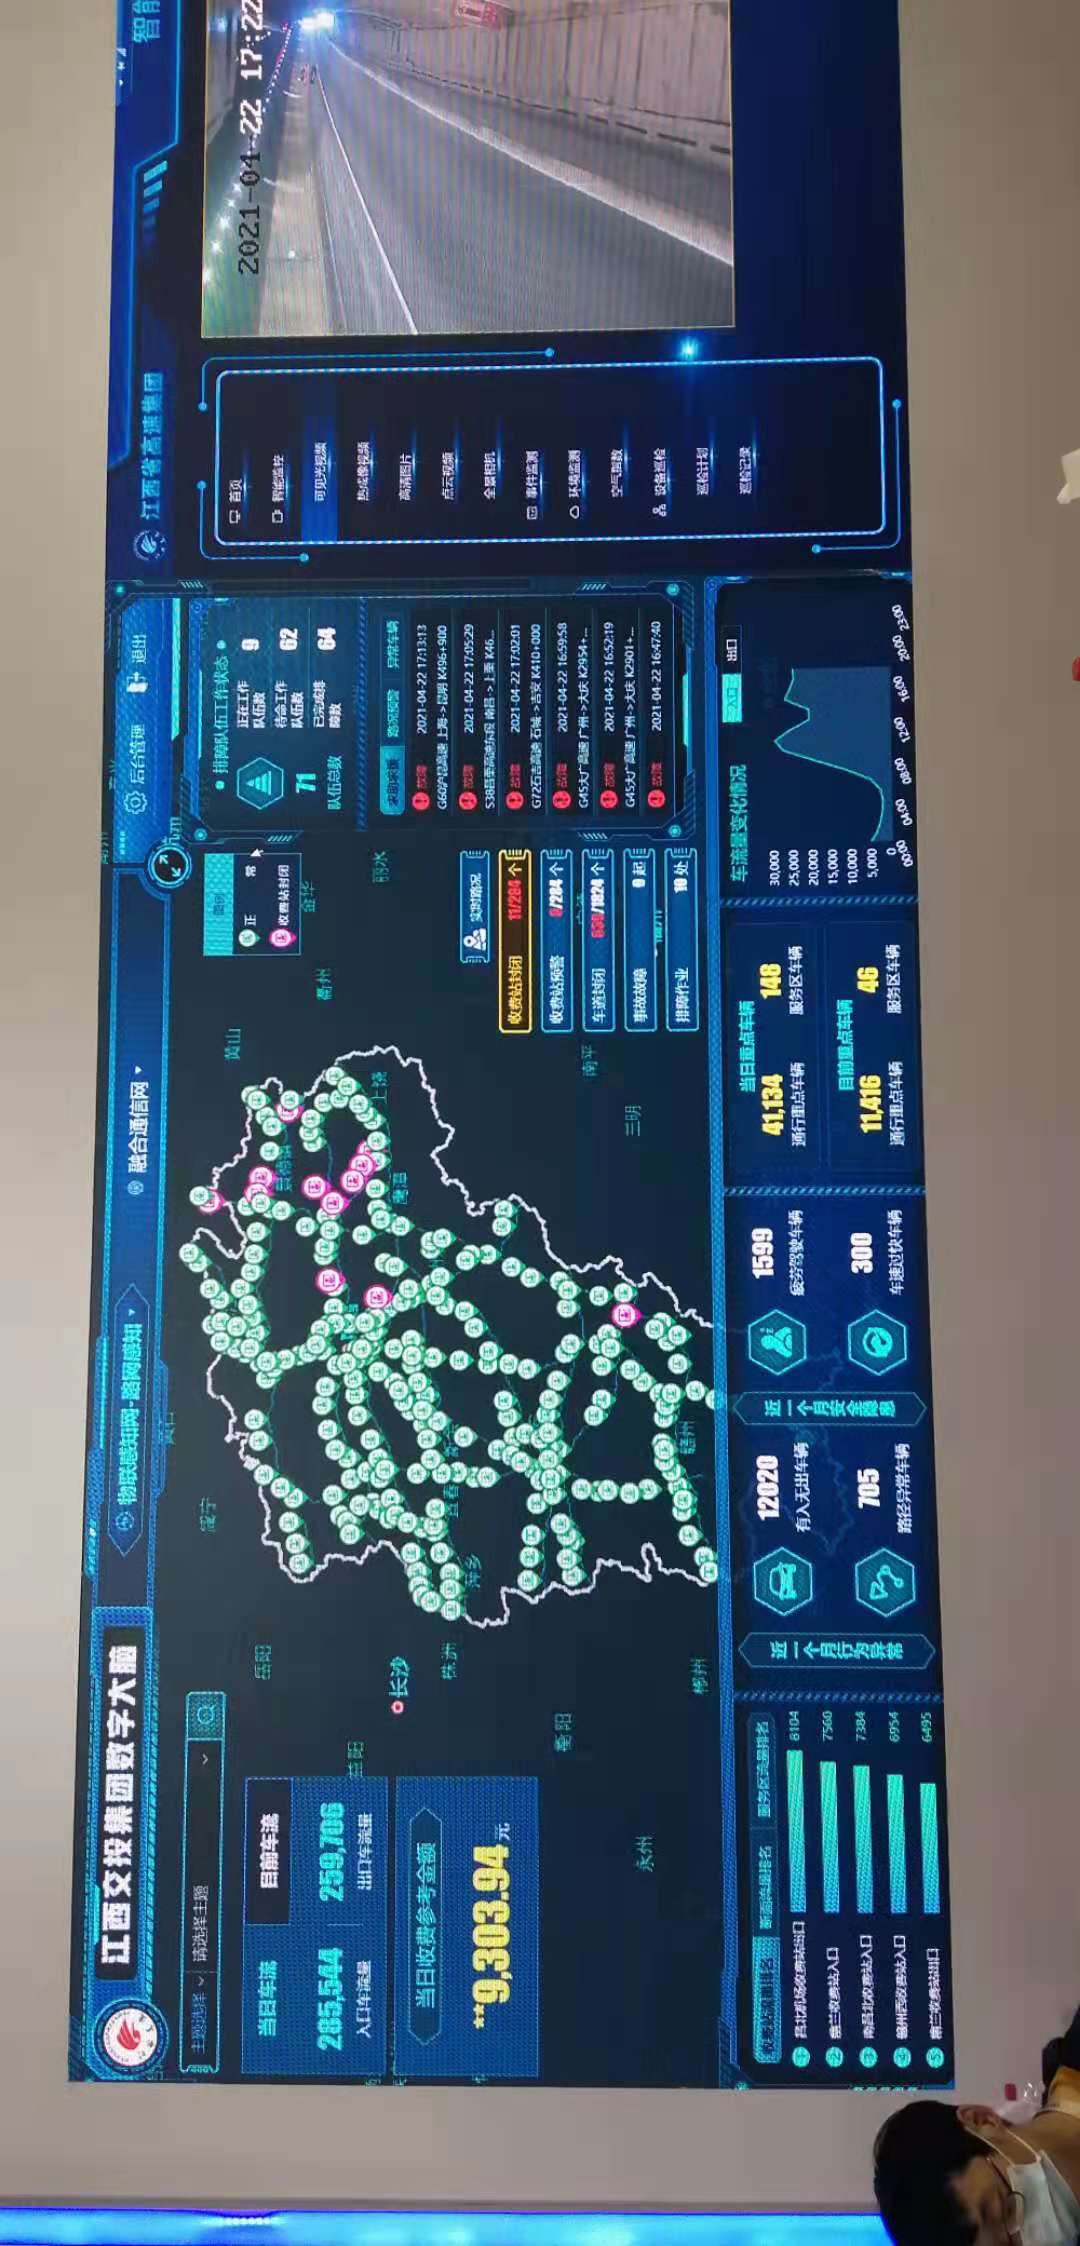 江西交投集团数字大脑
物联感知网-路网感知
融合通信网
后台管理
退出
主题选择
请选择主题
当日车流
目前车流
285,544
259,706
入口车流量
出口车流量
当日收费参考金额
**9,303.94元
岳阳
咸宁
益阳
长沙
株洲
衡阳
永州
郴州
萍乡
宜春
赣州
上饶
鹰潭
景德镇
黄山
衢州
金华
丽水
南平
三明
正常
收费站封闭
实时路况
收费站封闭 11/284 个
收费站预警 9/284 个
车道封闭 630/1824 个
事故故障 0 起
排障作业 10 处
排障队伍工作状态
71
队伍总数
正在工作队伍数 9
待命工作队伍数 62
已完成排障数 64
路况预警
异常车辆
故障 2021-04-22 17:13:13
G60沪昆高速 上海->昆明 K496+900
故障 2021-04-22 17:05:29
S38昌栗高速东段 南昌->上栗 K46...
故障 2021-04-22 17:02:01
G72石吉高速 石城->吉安 K410+000
故障 2021-04-22 16:59:58
G45大广高速 广州->大庆 K2954+...
故障 2021-04-22 16:52:19
G45大广高速 广州->大庆 K2901+...
故障 2021-04-22 16:47:40
断面流量排名
服务区流量排名
1 昌北机场收费站出口 8104
2 7560
3 南昌北收费站入口 7384
4 赣州西收费站入口 6954
5 南兰收费站出口 6495
近一个月行为异常
12020
有入无出车辆
705
路径异常车辆
近一个月安全隐患
1599
疲劳驾驶车辆
300
车速过快车辆
当日重点车辆
41,134
148
通行重点车辆
服务区车辆
目前重点车辆
11,416
46
通行重点车辆
服务区车辆
车流量变化情况
入口
出口
30,000
25,000
20,000
15,000
10,000
5,000
0
00:00
04:00
08:00
12:00
16:00
20:00
23:00
江西省高速集团
智能
首页
智能监控
可见光视频
热成像视频
高清图片
点云视频
全景相机
事件监测
环境监测
空气指数
设备巡检
巡检计划
巡检记录
2021-04-22 17:22